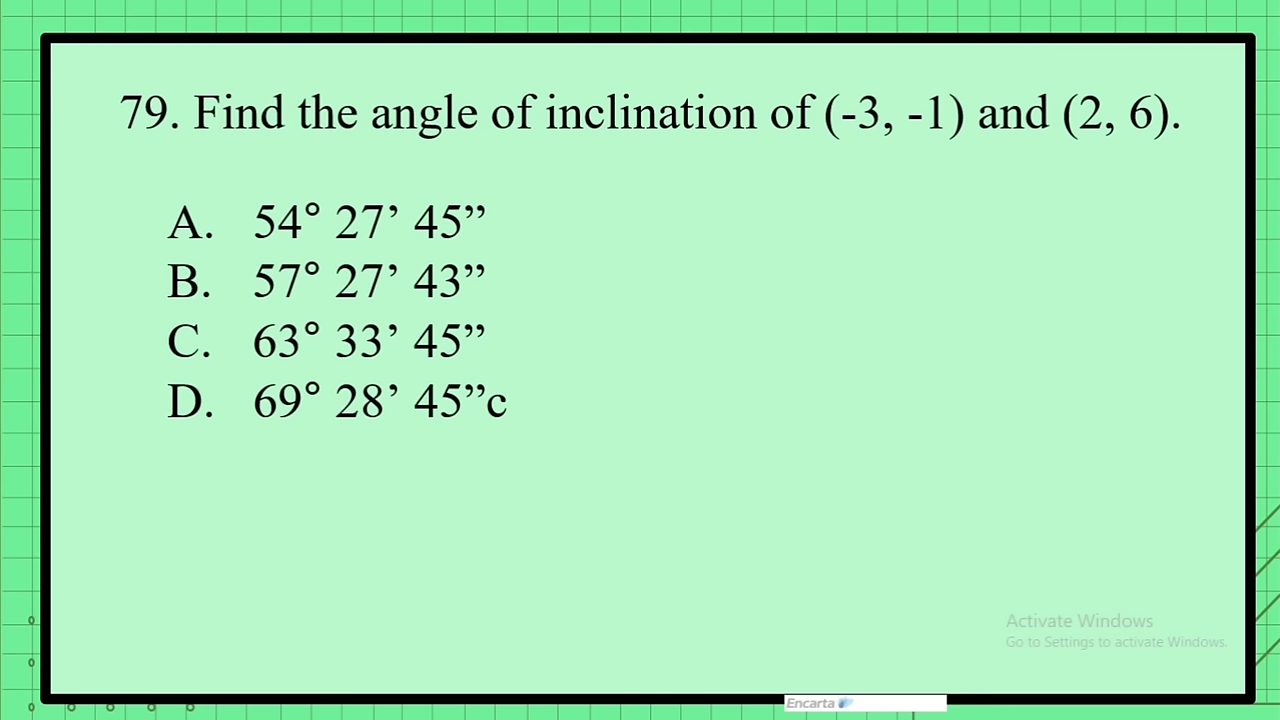 79. Find the angle of inclination of (-3, -1) and (2, 6).
A. 54° 27’ 45”
B. 57° 27’ 43”
C. 63° 33’ 45”
D. 69° 28’ 45”c
Activate Windows
Go to Settings to activate Windows.
Encarta